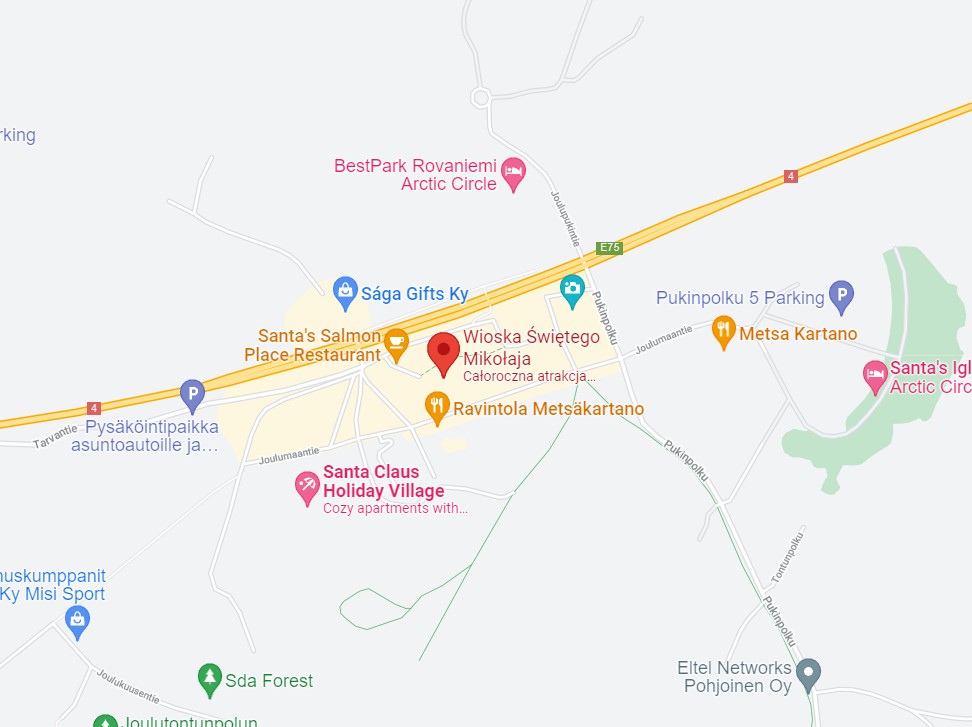 rking
BestPark Rovaniemi
Arctic Circle
4
Joulupukintie
E75
Sága Gifts Ky
Pukinpolku 5 Parking
P
Pukinpolku
Santa's Salmon
Place Restaurant
Wioska Świętego
Mikołaja
Całoroczna atrakcja...
Joulumaantie
Metsa Kartano
Santa's Igl
Arctic Circ
P
4
Ravintola Metsäkartano
Tarvantie
Pysäköintipaikka
asuntoautoille ja...
Joulumaantie
Pukinpolku
Santa Claus
Holiday Village
Cozy apartments with...
Tontunpolku
uskumppanit
Ky Misi Sport
Pukinpolku
Joulukuusentie
Sda Forest
Eltel Networks
Pohjoinen Oy
Joulutontunpolun